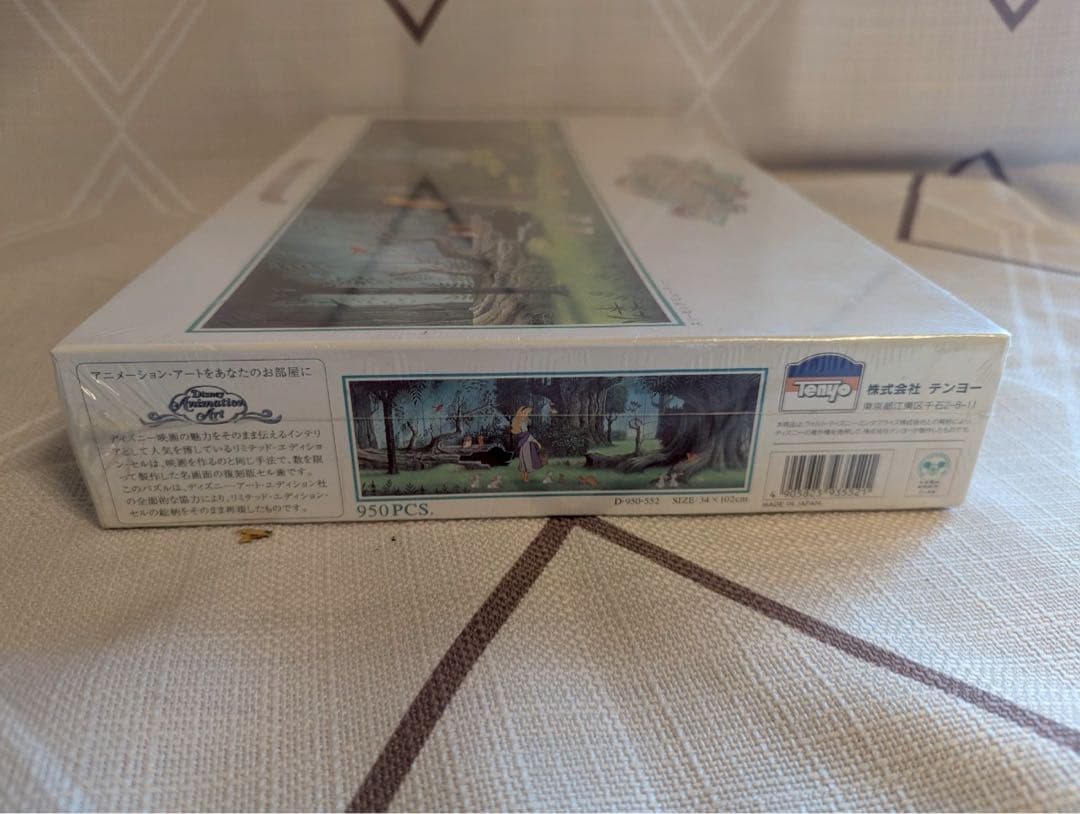 アニメーション・アートをあなたのお部屋に
Disney
Animation
Art
ディズニー映画の魅力をそのまま伝えるインテリ
アとして人気を博しているリミテッド・エディショ
ン・セルは、映画を作るのと同じ手法で、数を限
って製作した名画面の復刻版セル画です。
このパズルは、ディズニー・アート・エディション社
の全面的な協力により、リミテッド・エディション・
セルの絵柄をそのまま再現したものです。
950PCS.
D-950-552 SIZE 34×102cm
Tenyo
株式会社 テンヨー
東京都江東区千石2-8-11
4 905823 935521
MADE IN JAPAN